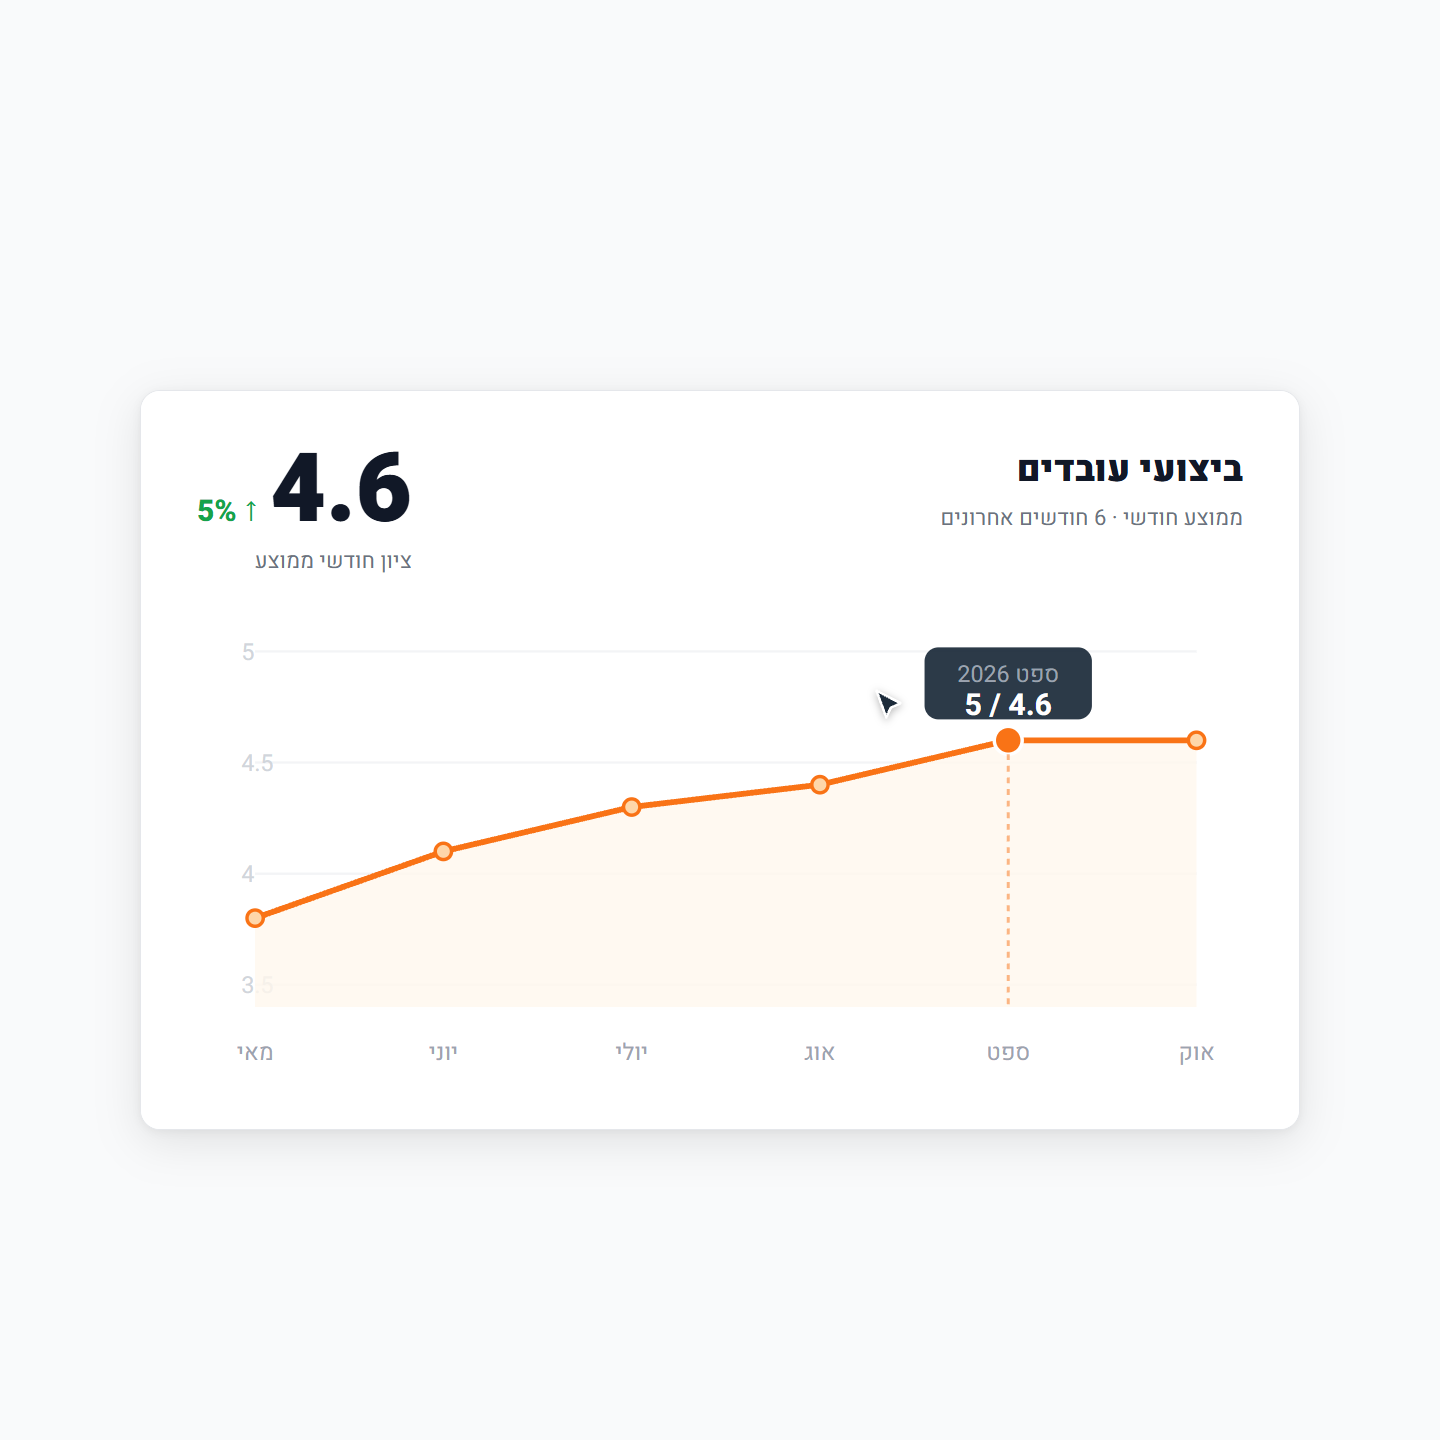 ביצועי עובדים
ממוצע חודשי · 6 חודשים אחרונים
4.6
↑ 5%
ציון חודשי ממוצע
5
4.5
4
3.5
ספט 2026
4.6 / 5
מאי
יוני
יולי
אוג
ספט
אוק